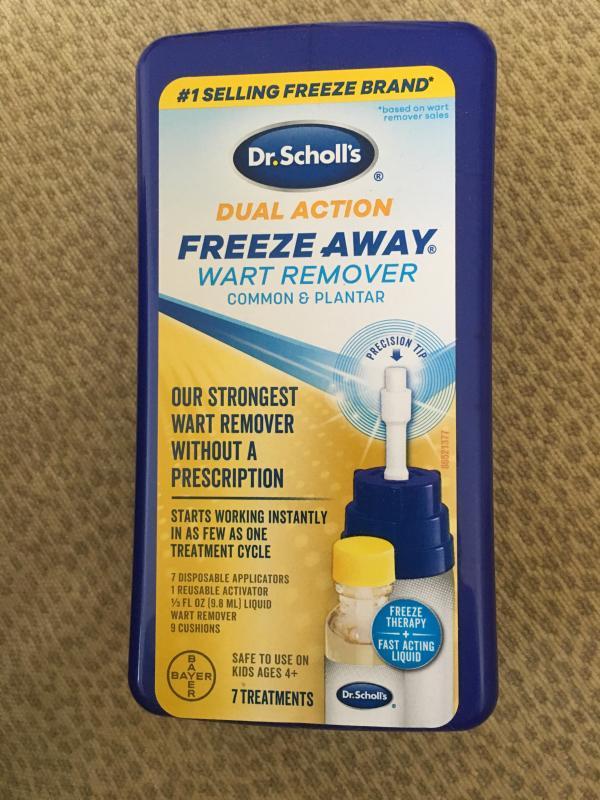 #1 SELLING FREEZE BRAND*
*based on wart
remover sales
Dr.Scholl's®
DUAL ACTION
FREEZE AWAY®
WART REMOVER
COMMON & PLANTAR
PRECISION TIP
OUR STRONGEST
WART REMOVER
WITHOUT A
PRESCRIPTION
86521377
STARTS WORKING INSTANTLY
IN AS FEW AS ONE
TREATMENT CYCLE
7 DISPOSABLE APPLICATORS
1 REUSABLE ACTIVATOR
⅓ FL OZ (9.8 ML) LIQUID
WART REMOVER
9 CUSHIONS
FREEZE
THERAPY
+
FAST ACTING
LIQUID
BAYER
BAYER
SAFE TO USE ON
KIDS AGES 4+
7 TREATMENTS
Dr.Scholl's®